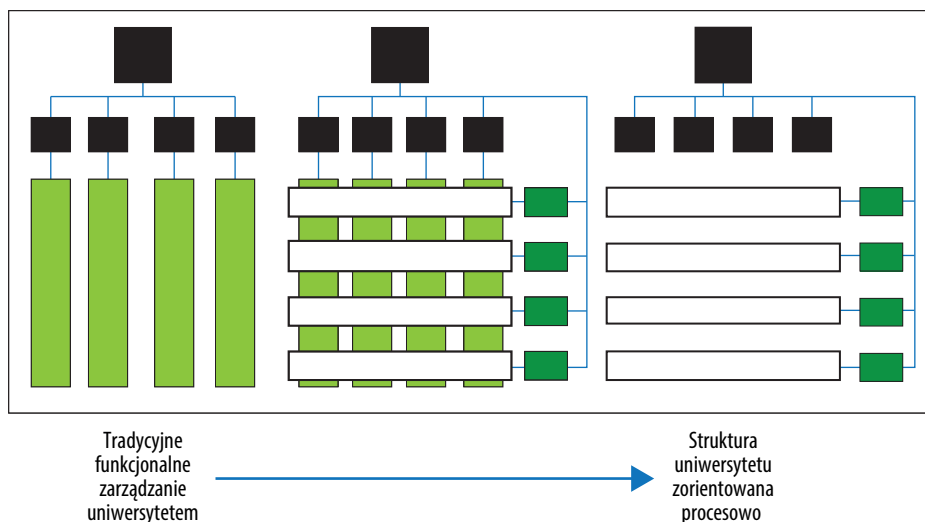 Tradycyjne
funkcjonalne
zarządzanie
uniwersytetem
Struktura
uniwersytetu
zorientowana
procesowo